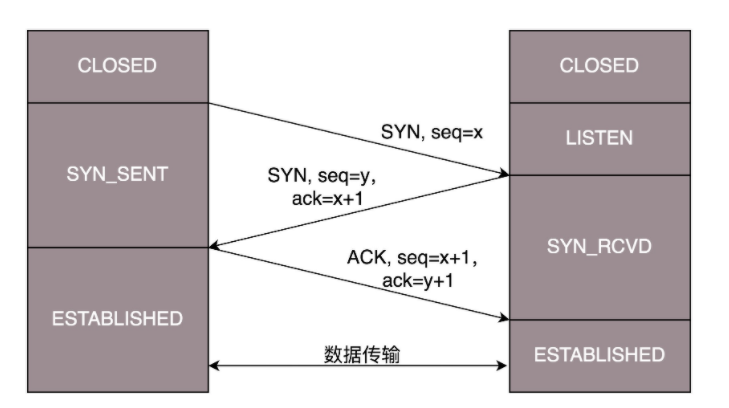 CLOSED
CLOSED
SYN, seq=x
LISTEN
SYN_SENT
SYN, seq=y,
ack=x+1
SYN_RCVD
ACK, seq=x+1,
ack=y+1
ESTABLISHED
数据传输
ESTABLISHED